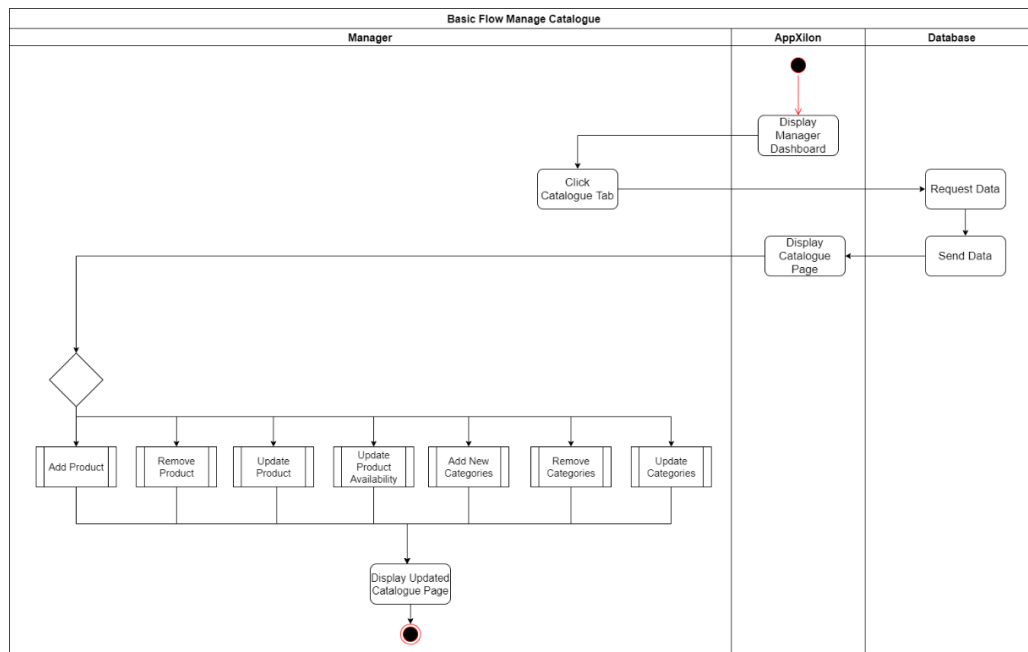 Basic Flow Manage Catalogue
Manager
AppXilon
Database
Display
Manager
Dashboard
Click
Catalogue Tab
Request Data
Display
Catalogue
Page
Send Data
Add Product
Remove
Product
Update
Product
Update
Product
Availability
Add New
Categories
Remove
Categories
Update
Categories
Display Updated
Catalogue Page